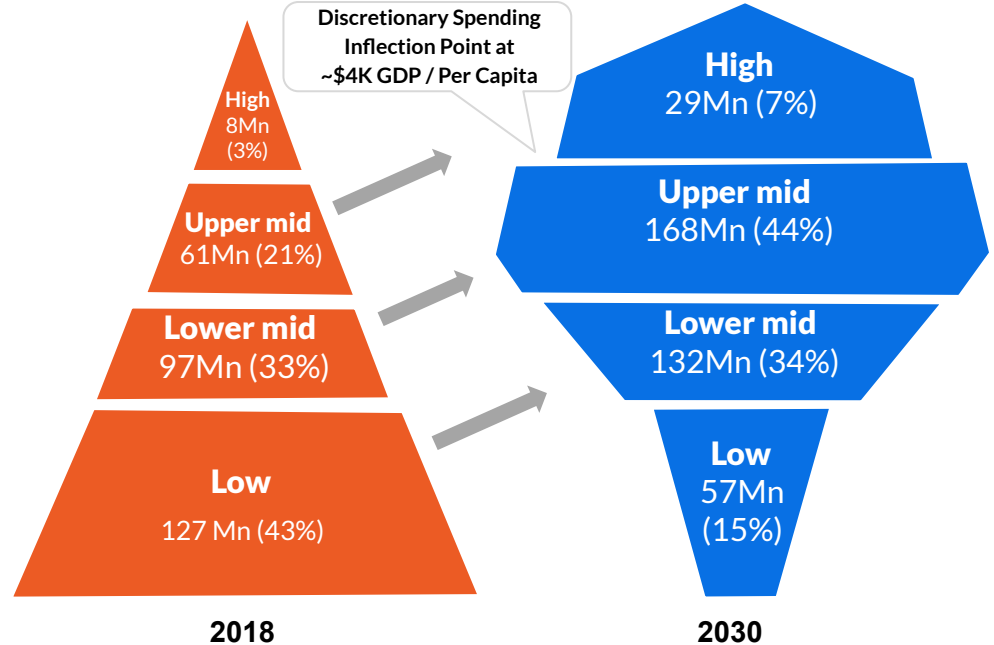 Discretionary Spending
Inflection Point at
~$4K GDP / Per Capita
High
8Mn
(3%)
Upper mid
61Mn (21%)
Lower mid
97Mn (33%)
Low
127 Mn (43%)
2018
High
29Mn (7%)
Upper mid
168Mn (44%)
Lower mid
132Mn (34%)
Low
57Mn
(15%)
2030